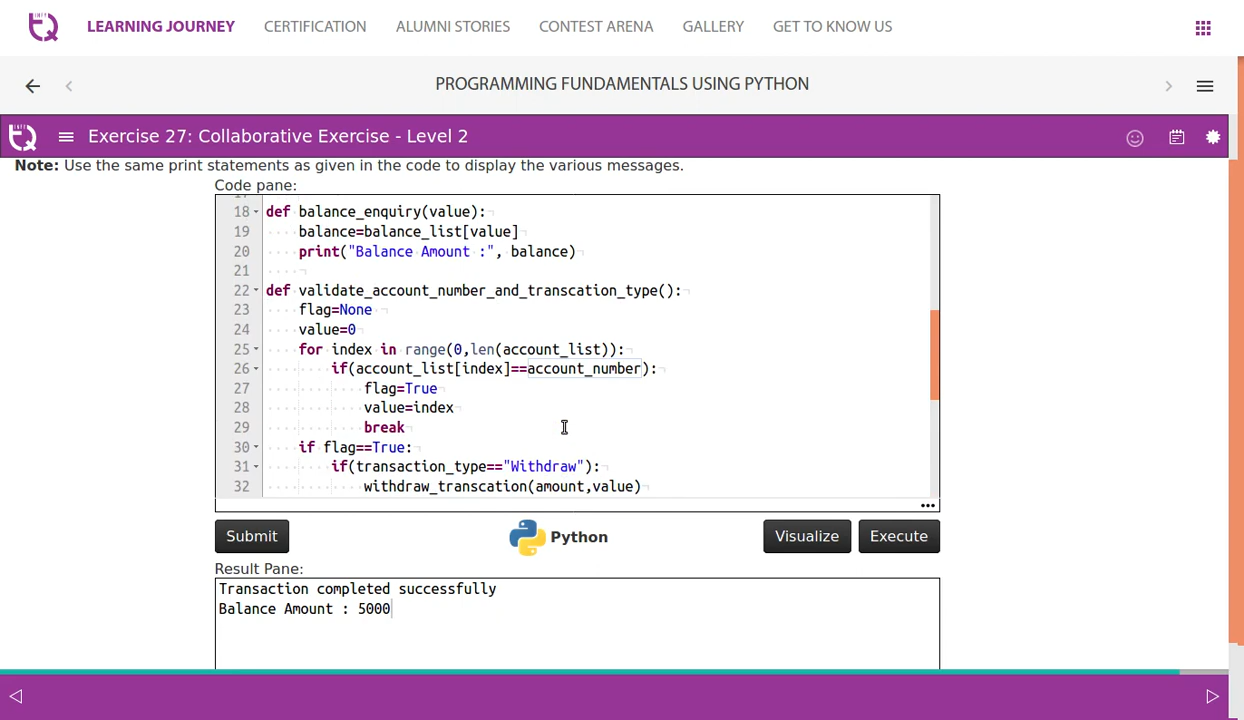 LEARNING JOURNEY CERTIFICATION ALUMNI STORIES CONTEST ARENA GALLERY GET TO KNOW US
PROGRAMMING FUNDAMENTALS USING PYTHON
Exercise 27: Collaborative Exercise - Level 2
Note: Use the same print statements as given in the code to display the various messages.
Code pane:
18 def balance_enquiry(value):
19 balance=balance_list[value]
20 print("Balance Amount :", balance)
21
22 def validate_account_number_and_transcation_type():
23 flag=None
24 value=0
25 for index in range(0,len(account_list)):
26 if(account_list[index]==account_number):
27 flag=True
28 value=index
29 break
30 if flag==True:
31 if(transaction_type=="Withdraw"):
32 withdraw_transcation(amount,value)
Submit Python Visualize Execute
Result Pane:
Transaction completed successfully
Balance Amount : 5000